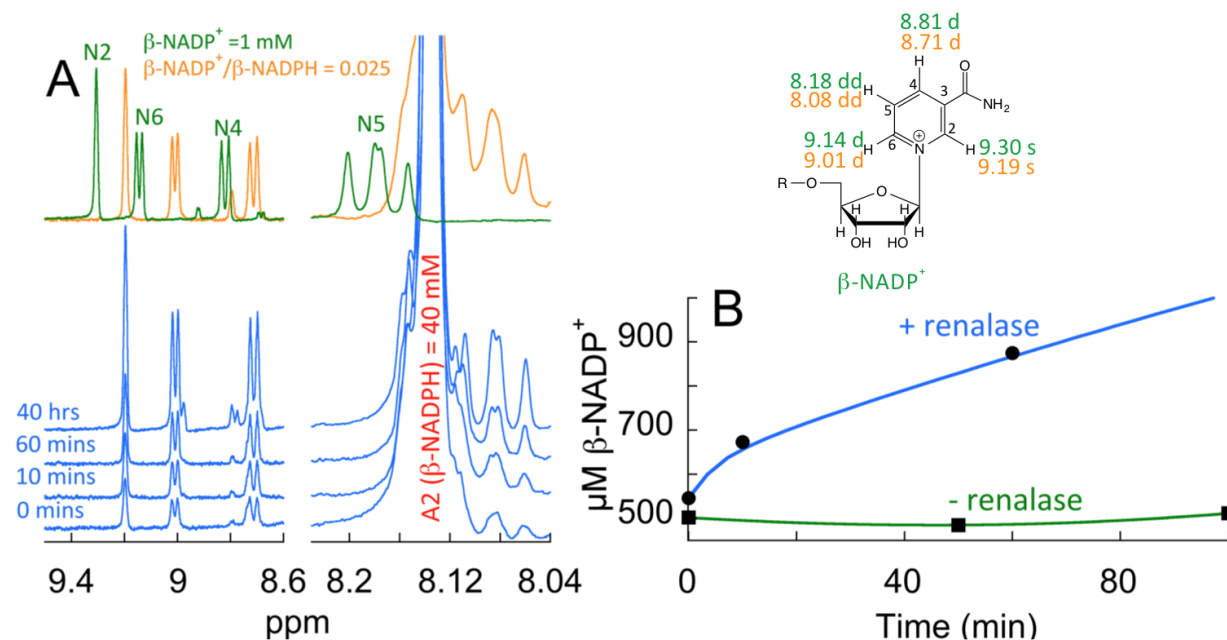 A
β-NADP⁺ =1 mM
β-NADP⁺/β-NADPH = 0.025
N2
N6
N4
N5
40 hrs
60 mins
10 mins
0 mins
A2 (β-NADPH) = 40 mM
9.4
9
8.6
8.2
8.12
8.04
ppm
8.81 d
8.71 d
8.18 dd
8.08 dd
9.14 d
9.01 d
9.30 s
9.19 s
H
H
H
H
4
3
5
2
6
N
+
O
NH₂
R
O
O
H
H
H
H
OH
HO
β-NADP⁺
B
+ renalase
- renalase
µM β-NADP⁺
900
700
500
0
40
80
Time (min)